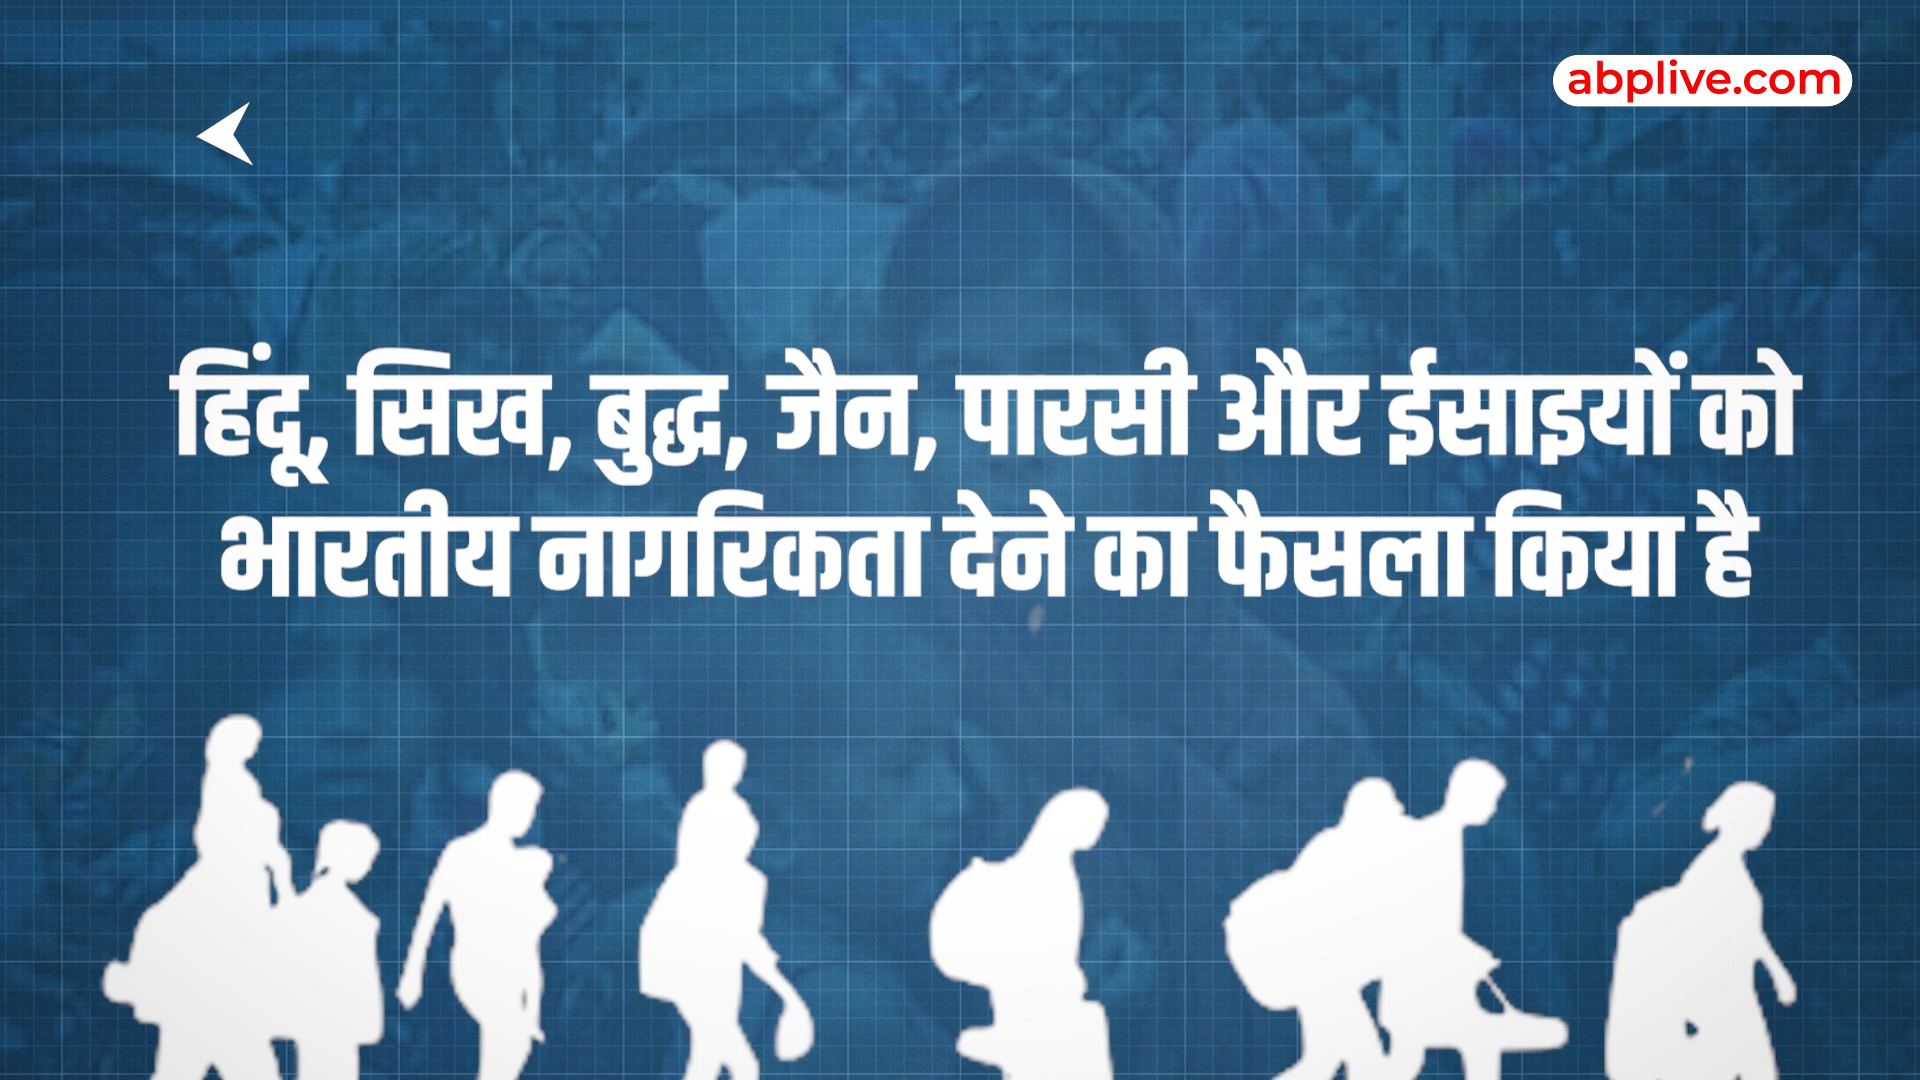 abplive.com
हिंदू, सिख, बुद्ध, जैन, पारसी और ईसाइयों को
भारतीय नागरिकता देने का फैसला किया है